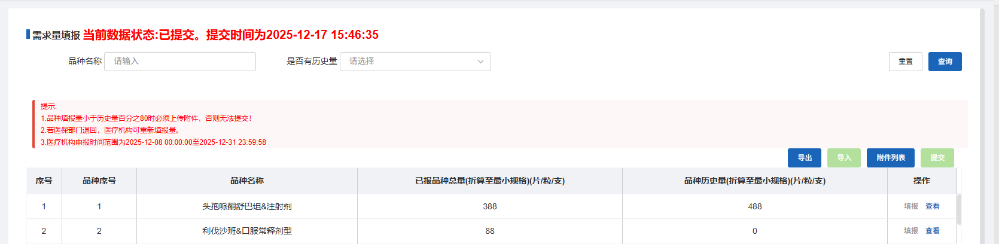 需求量填报 当前数据状态:已提交。提交时间为2025-12-17 15:46:35
品种名称 请输入 是否有历史量 请选择 重置 查询
提示:
1.品种填报量小于历史量百分之80时必须上传附件，否则无法提交!
2.若医保部门退回，医疗机构可重新填报量。
3.医疗机构申报时间范围为2025-12-08 00:00:00至2025-12-31 23:59:58
导出 导入 附件列表 提交
序号 品种序号 品种名称 已报品种总量(折算至最小规格)(片/粒/支) 品种历史量(折算至最小规格)(片/粒/支) 操作
1 1 头孢哌酮舒巴坦&注射剂 388 488 填报 查看
2 2 利伐沙班&口服常释剂型 88 0 填报 查看